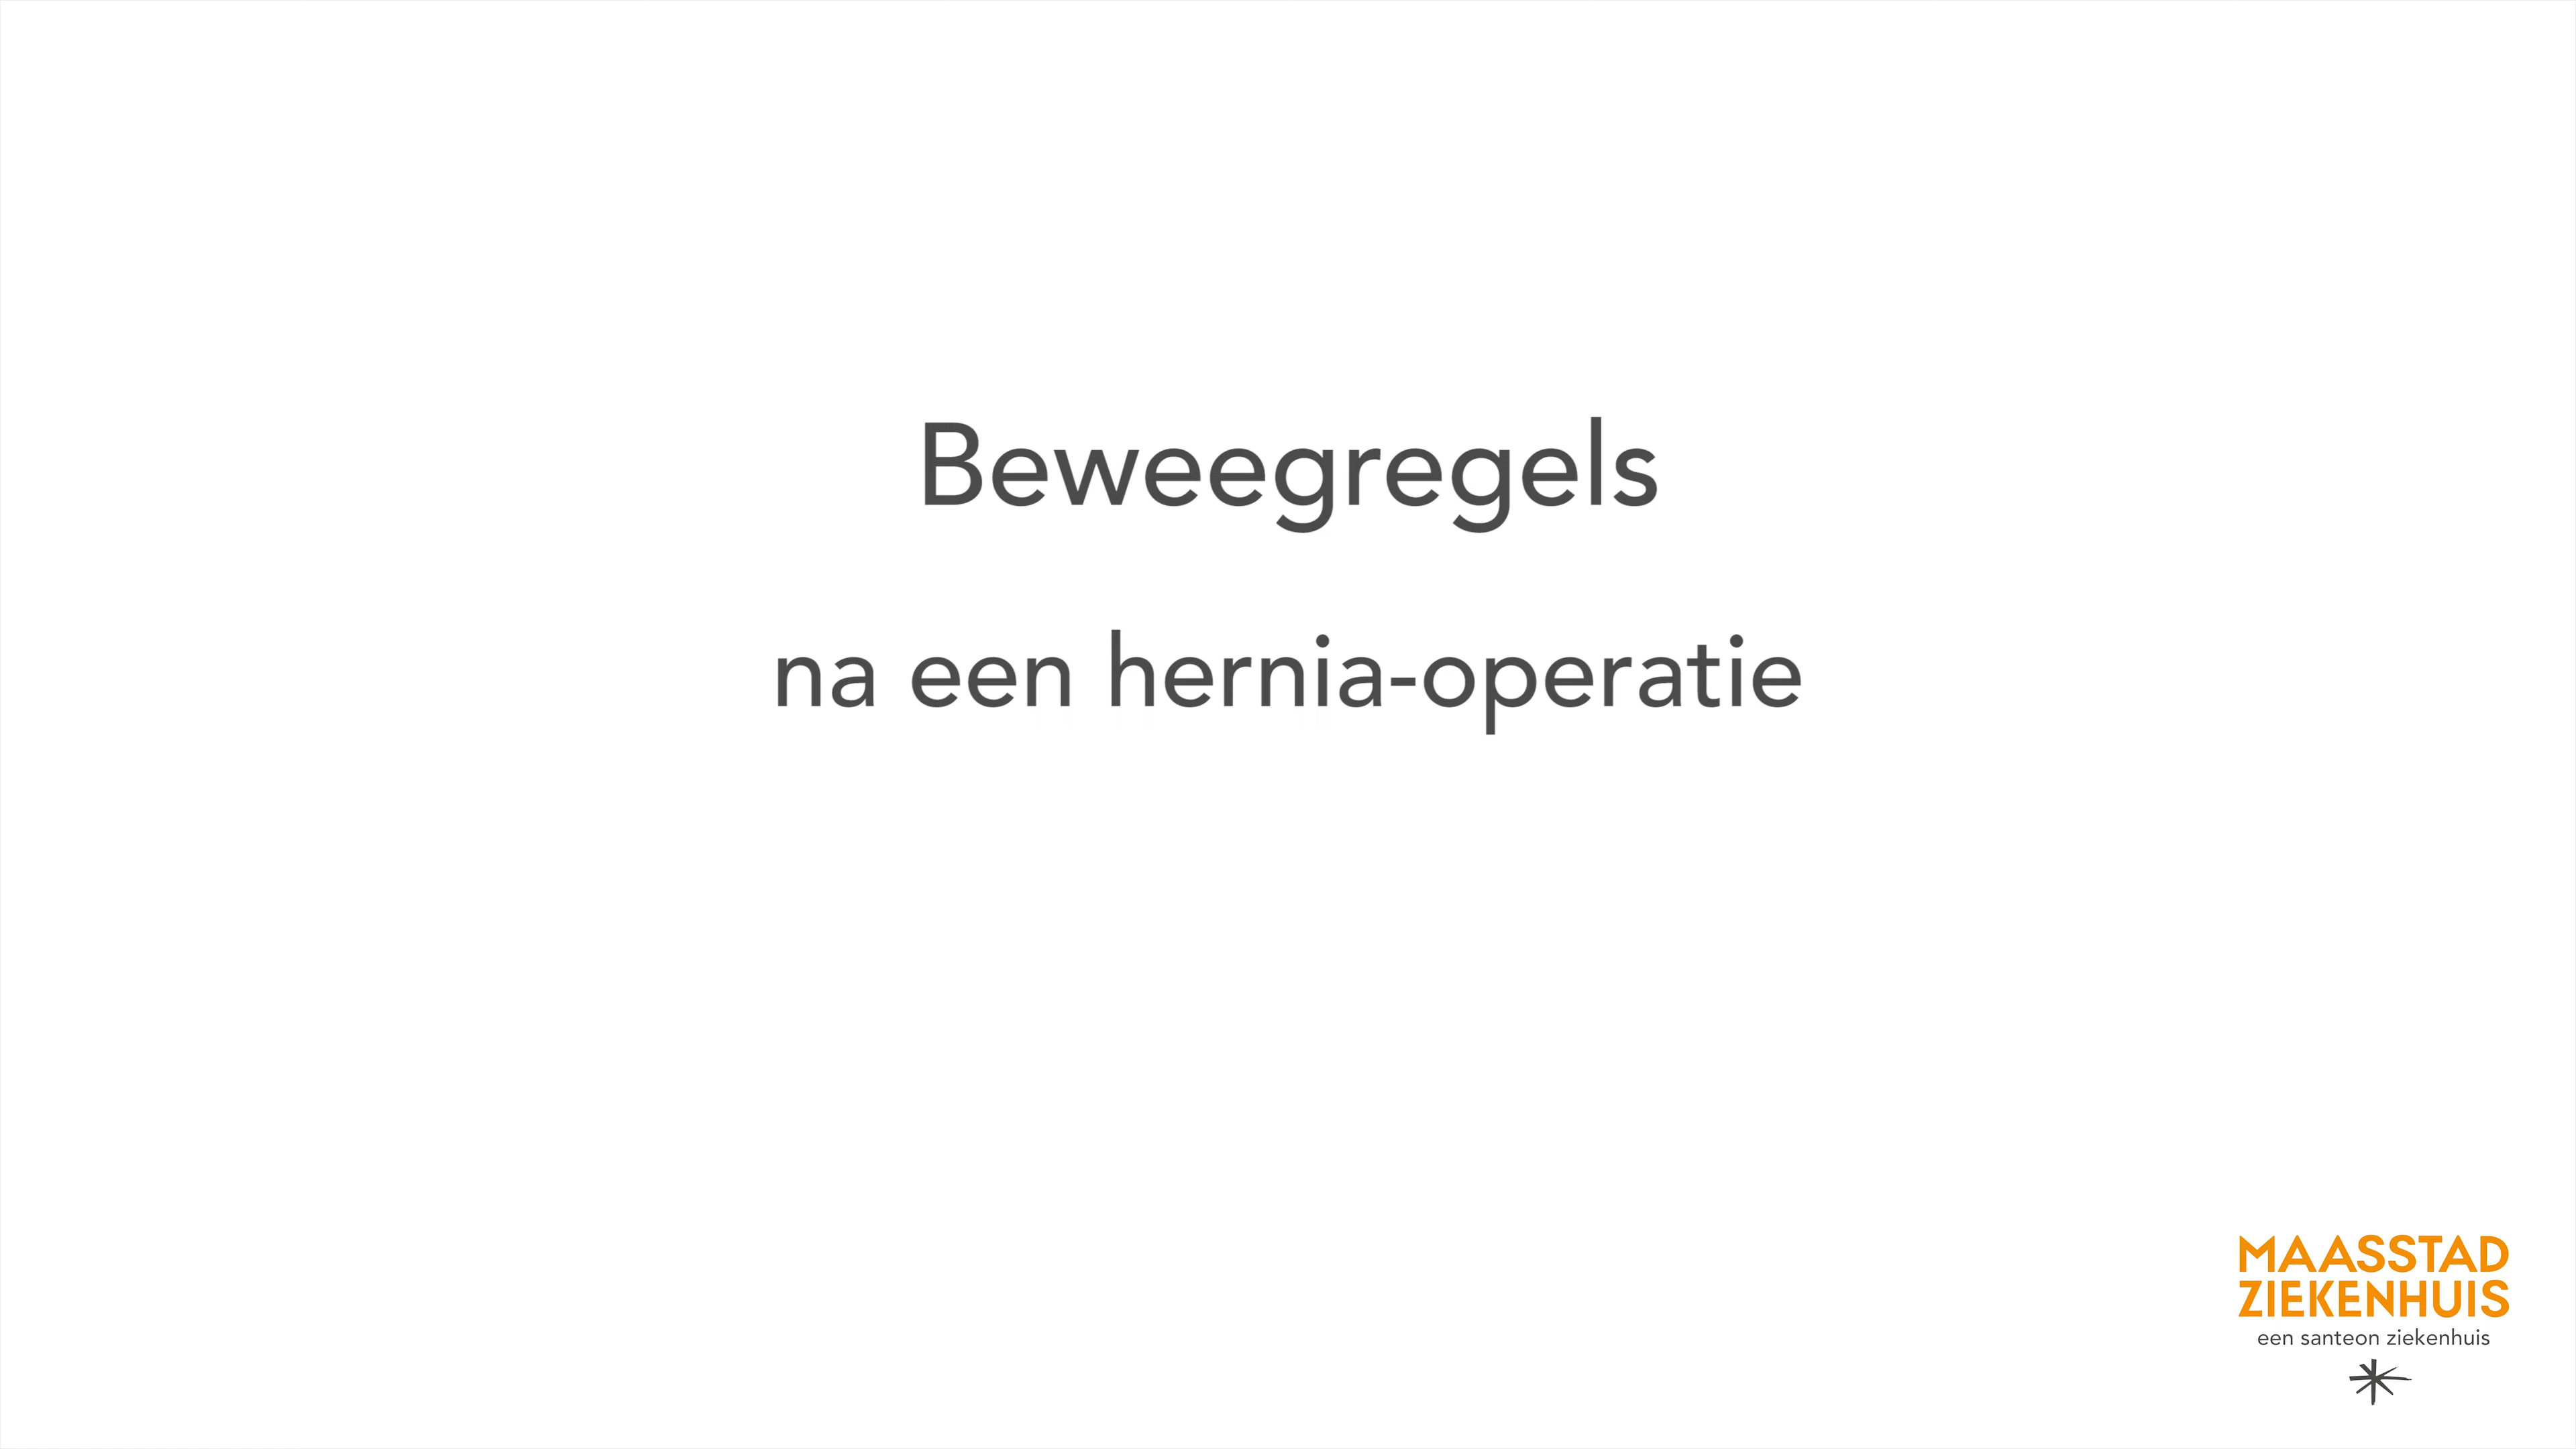 Beweegregels
na een hernia-operatie
MAASSTAD
ZIEKENHUIS
een santeon ziekenhuis